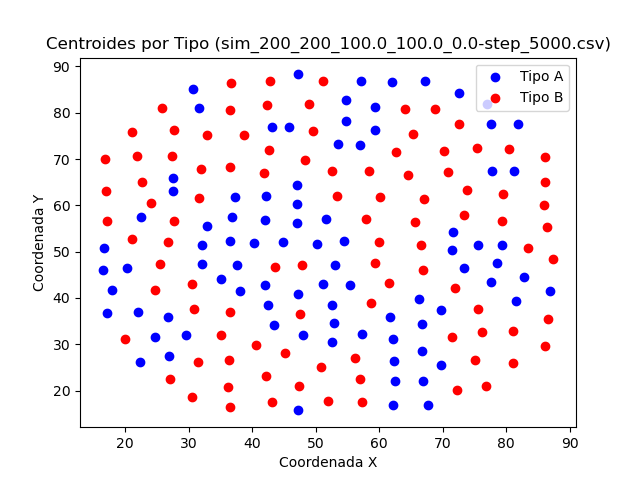 Centroides por Tipo (sim_200_200_100.0_100.0_0.0-step_5000.csv)
Tipo A
Tipo B
90
80
70
60
50
40
30
20
Coordenada Y
20 30 40 50 60 70 80 90
Coordenada X